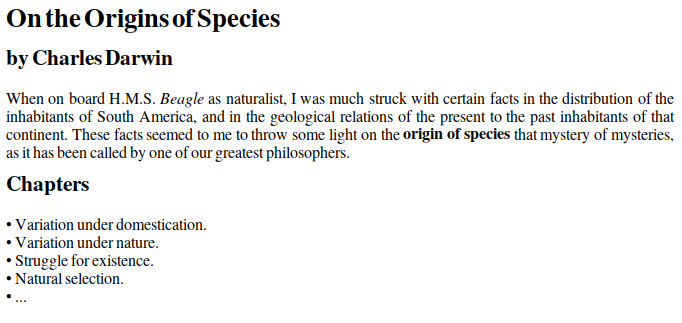 On the Origins of Species
by Charles Darwin
When on board H.M.S. Beagle as naturalist, I was much struck with certain facts in the distribution of the
inhabitants of South America, and in the geological relations of the present to the past inhabitants of that
continent. These facts seemed to me to throw some light on the origin of species that mystery of mysteries,
as it has been called by one of our greatest philosophers.
Chapters
• Variation under domestication.
• Variation under nature.
• Struggle for existence.
• Natural selection.
• ...